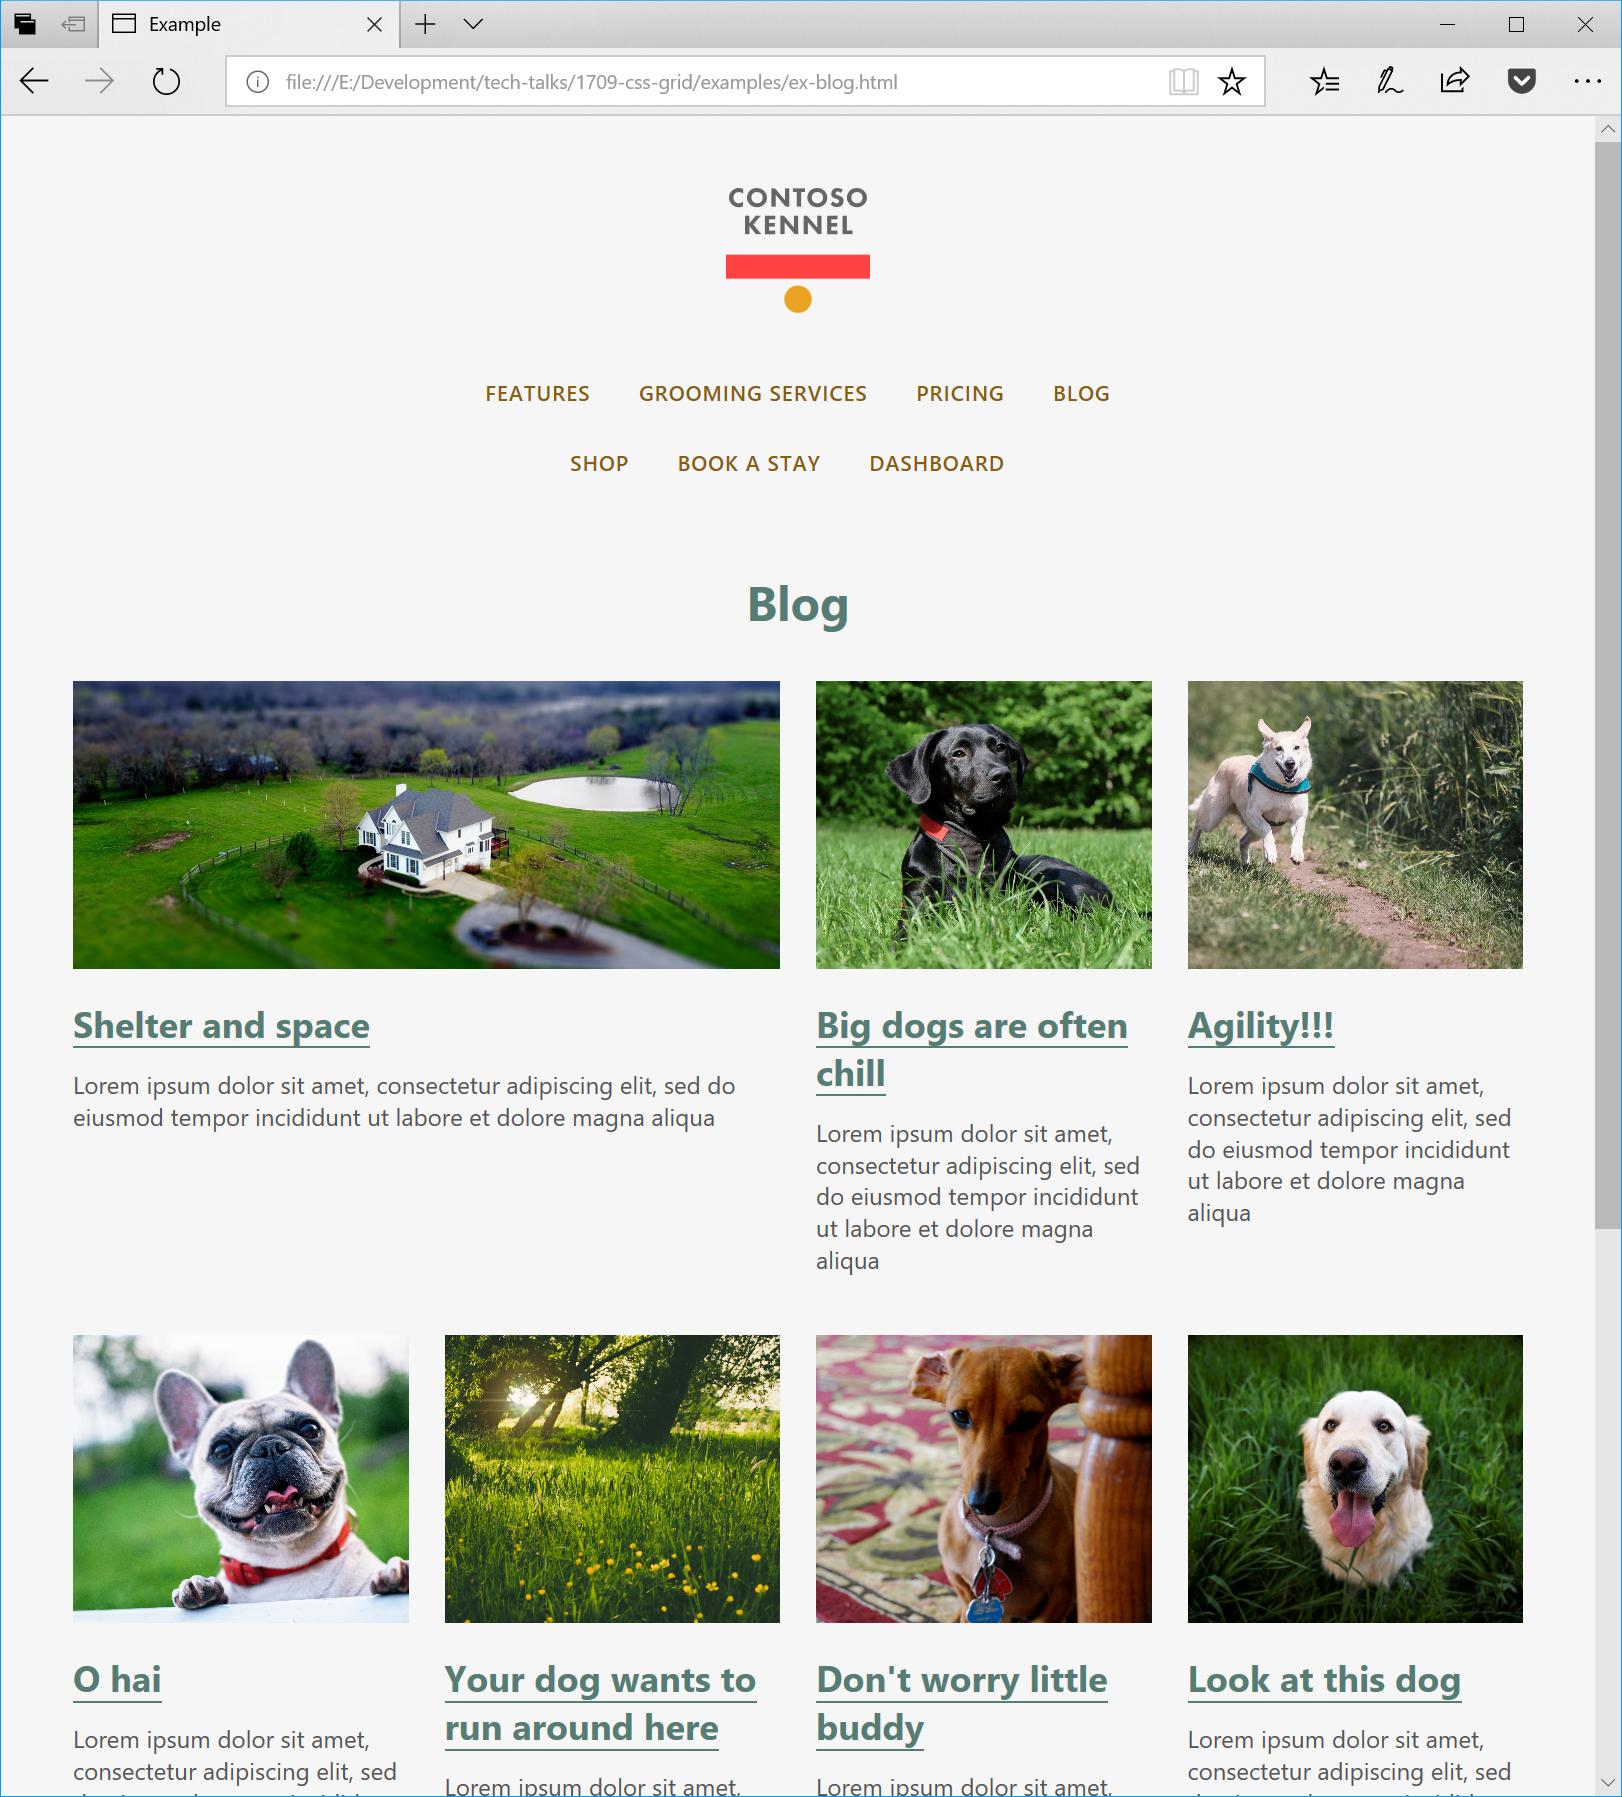 Example
file:///E:/Development/tech-talks/1709-css-grid/examples/ex-blog.html
CONTOSO
KENNEL
FEATURES GROOMING SERVICES PRICING BLOG
SHOP BOOK A STAY DASHBOARD
Blog
Shelter and space
Lorem ipsum dolor sit amet, consectetur adipiscing elit, sed do
eiusmod tempor incididunt ut labore et dolore magna aliqua
Big dogs are often
chill
Lorem ipsum dolor sit amet,
consectetur adipiscing elit, sed
do eiusmod tempor incididunt
ut labore et dolore magna
aliqua
Agility!!!
Lorem ipsum dolor sit amet,
consectetur adipiscing elit, sed
do eiusmod tempor incididunt
ut labore et dolore magna
aliqua
O hai
Lorem ipsum dolor sit amet,
consectetur adipiscing elit, sed
Your dog wants to
run around here
Lorem ipsum dolor sit amet,
Don't worry little
buddy
Lorem ipsum dolor sit amet,
Look at this dog
Lorem ipsum dolor sit amet,
consectetur adipiscing elit, sed